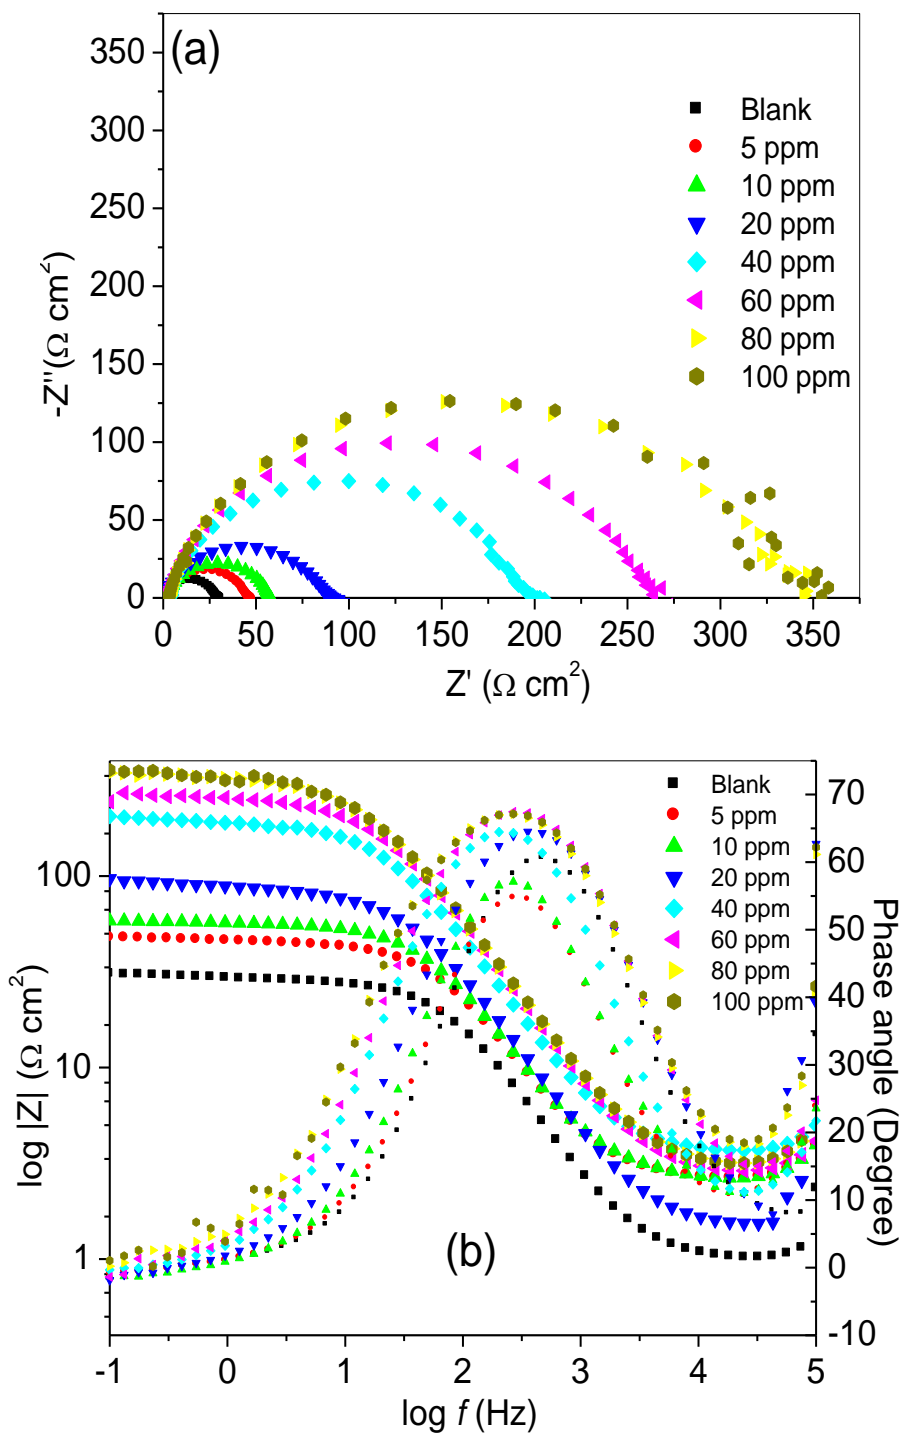 (a)
350
300
250
200
150
100
50
0
-Z''(Ω cm²)
Blank
5 ppm
10 ppm
20 ppm
40 ppm
60 ppm
80 ppm
100 ppm
0 50 100 150 200 250 300 350
Z' (Ω cm²)
(b)
100
10
1
log |Z| (Ω cm²)
Blank
5 ppm
10 ppm
20 ppm
40 ppm
60 ppm
80 ppm
100 ppm
70
60
50
40
30
20
10
0
-10
Phase angle (Degree)
-1 0 1 2 3 4 5
log f (Hz)